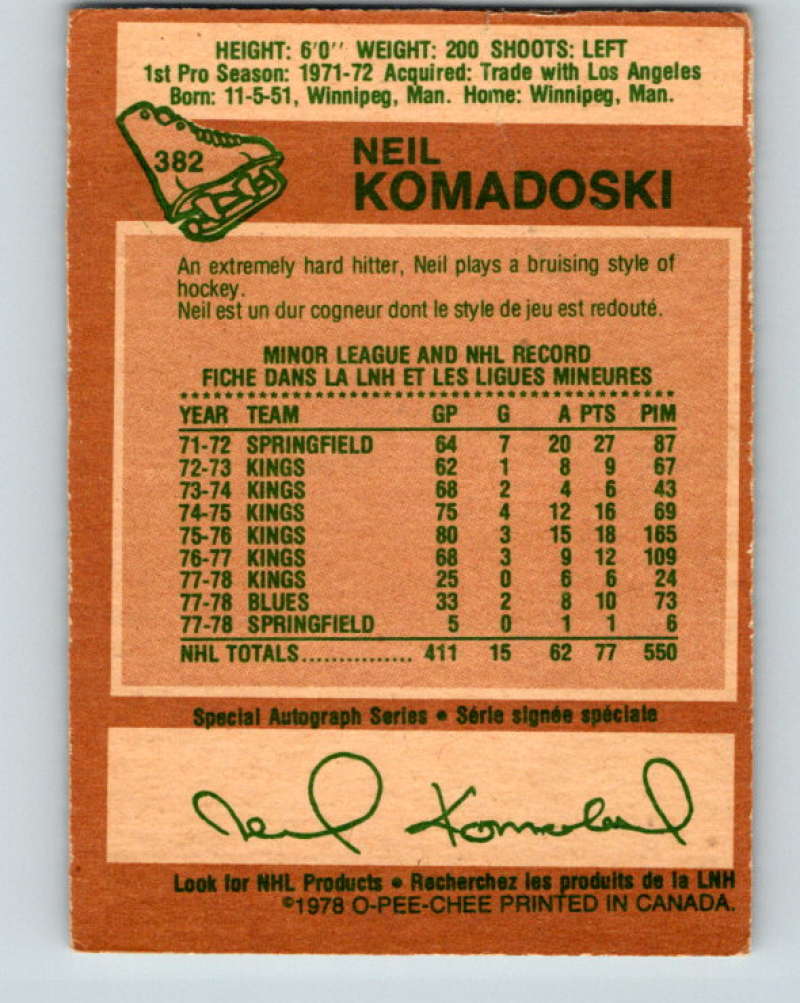 HEIGHT: 6'0'' WEIGHT: 200 SHOOTS: LEFT
1st Pro Season: 1971-72 Acquired: Trade with Los Angeles
Born: 11-5-51, Winnipeg, Man. Home: Winnipeg, Man.
382
NEIL
KOMADOSKI
An extremely hard hitter, Neil plays a bruising style of
hockey.
Neil est un dur cogneur dont le style de jeu est redouté.
MINOR LEAGUE AND NHL RECORD
FICHE DANS LA LNH ET LES LIGUES MINEURES
YEAR TEAM GP G A PTS PIM
71-72 SPRINGFIELD 64 7 20 27 87
72-73 KINGS 62 1 8 9 67
73-74 KINGS 68 2 4 6 43
74-75 KINGS 75 4 12 16 69
75-76 KINGS 80 3 15 18 165
76-77 KINGS 68 3 9 12 109
77-78 KINGS 25 0 6 6 24
77-78 BLUES 33 2 8 10 73
77-78 SPRINGFIELD 5 0 1 1 6
NHL TOTALS............... 411 15 62 77 550
Special Autograph Series • Série signée spéciale
Neil Komadoski
Look for NHL Products • Recherchez les produits de la LNH
©1978 O-PEE-CHEE PRINTED IN CANADA.